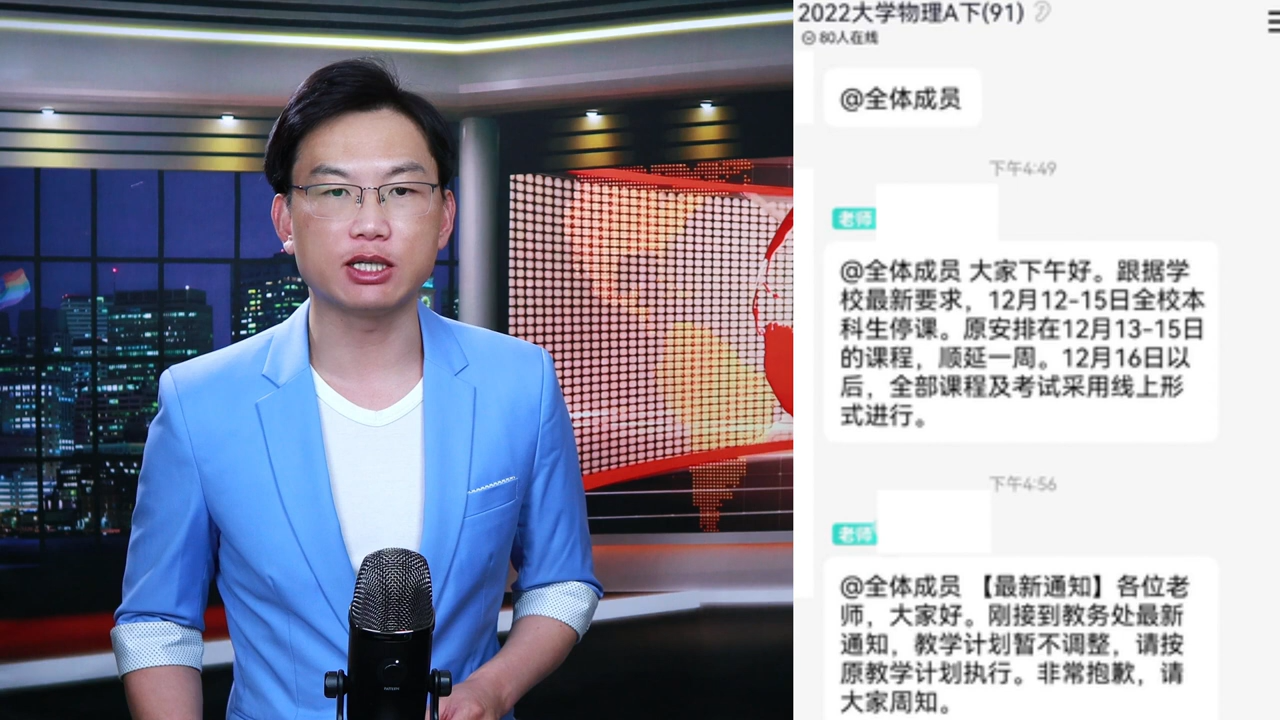 2022大学物理A下(91)
80人在线
@全体成员
下午4:49
老师
@全体成员 大家下午好。跟据学
校最新要求，12月12-15日全校本
科生停课。原安排在12月13-15日
的课程，顺延一周。12月16日以
后，全部课程及考试采用线上形
式进行。
下午4:56
老师
@全体成员 【最新通知】各位老
师，大家好。刚接到教务处最新
通知，教学计划暂不调整，请按
原教学计划执行。非常抱歉，请
大家周知。